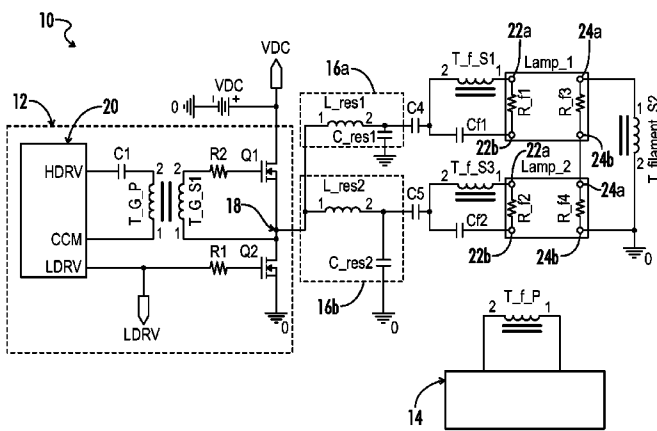 10
VDC
12
20
0
VDC
- +
16a
L_res1
1 2
C_res1
C4
T_f_S1
2 1
Cf1
22a
Lamp_1
24a
R_f1
R_f3
22b
24b
1
T_filament_S2
2
HDRV
C1
2 2
T_G_P
T_G_S1
1 1
R2
Q1
18
CCM
LDRV
R1
Q2
LDRV
0
L_res2
1 2
C_res2
0
16b
C5
T_f_S3
2 1
Cf2
22a
Lamp_2
24a
R_f2
R_f4
22b
24b
0
T_f_P
2 1
14